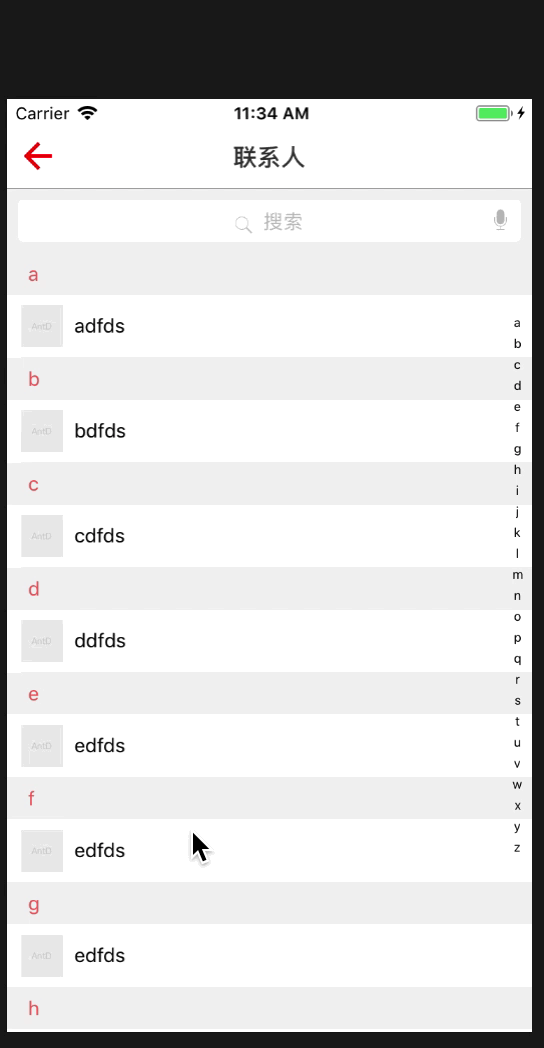 Carrier 11:34 AM
联系人
搜索
a
AntD adfds
b
AntD bdfds
c
AntD cdfds
d
AntD ddfds
e
AntD edfds
f
AntD edfds
g
AntD edfds
h
a
b
c
d
e
f
g
h
i
j
k
l
m
n
o
p
q
r
s
t
u
v
w
x
y
z